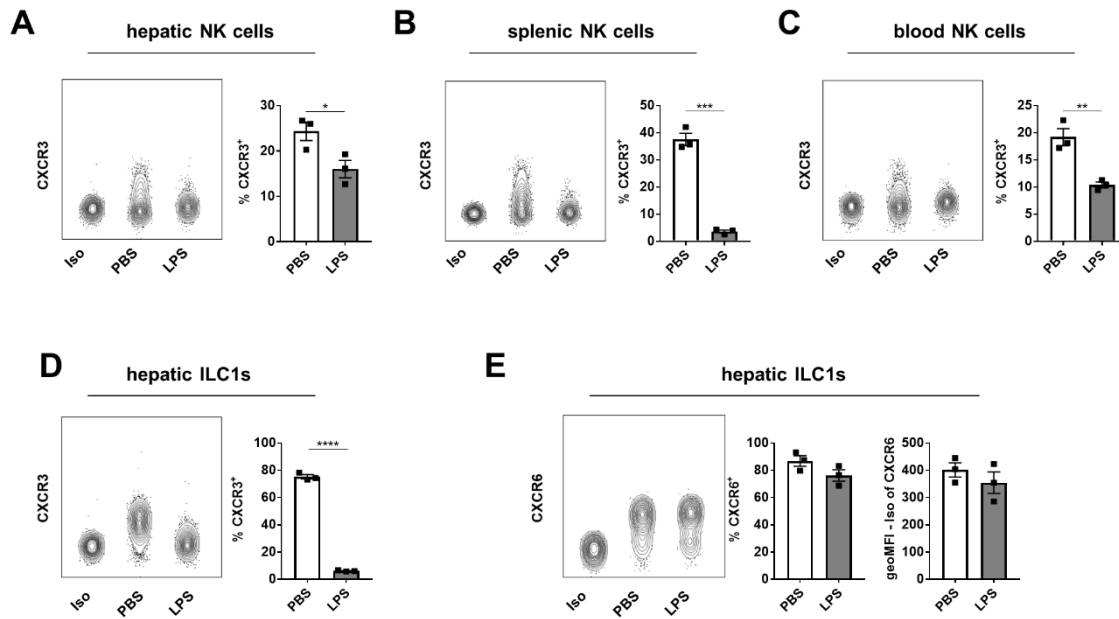 A
hepatic NK cells
CXCR3
Iso
PBS
LPS
% CXCR3+
30
20
10
0
*
PBS
LPS
B
splenic NK cells
CXCR3
Iso
PBS
LPS
% CXCR3+
50
40
30
20
10
0
***
PBS
LPS
C
blood NK cells
CXCR3
Iso
PBS
LPS
% CXCR3+
25
20
15
10
5
0
**
PBS
LPS
D
hepatic ILC1s
CXCR3
Iso
PBS
LPS
% CXCR3+
100
80
60
40
20
0
****
PBS
LPS
E
hepatic ILC1s
CXCR6
Iso
PBS
LPS
% CXCR6+
100
80
60
40
20
0
PBS
LPS
geoMFI - Iso of CXCR6
500
400
300
200
100
0
PBS
LPS